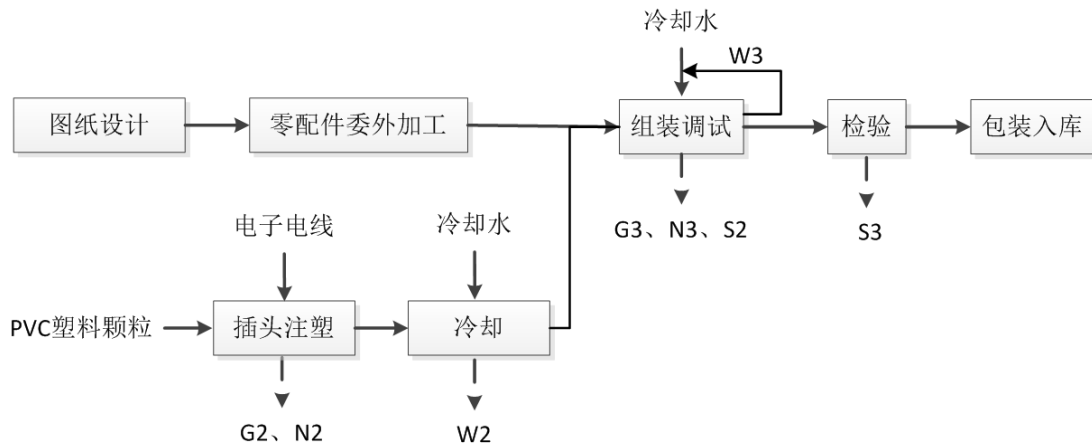 冷却水
W3
图纸设计
零配件委外加工
组装调试
检验
包装入库
电子电线
冷却水
G3、N3、S2
S3
PVC塑料颗粒
插头注塑
冷却
G2、N2
W2